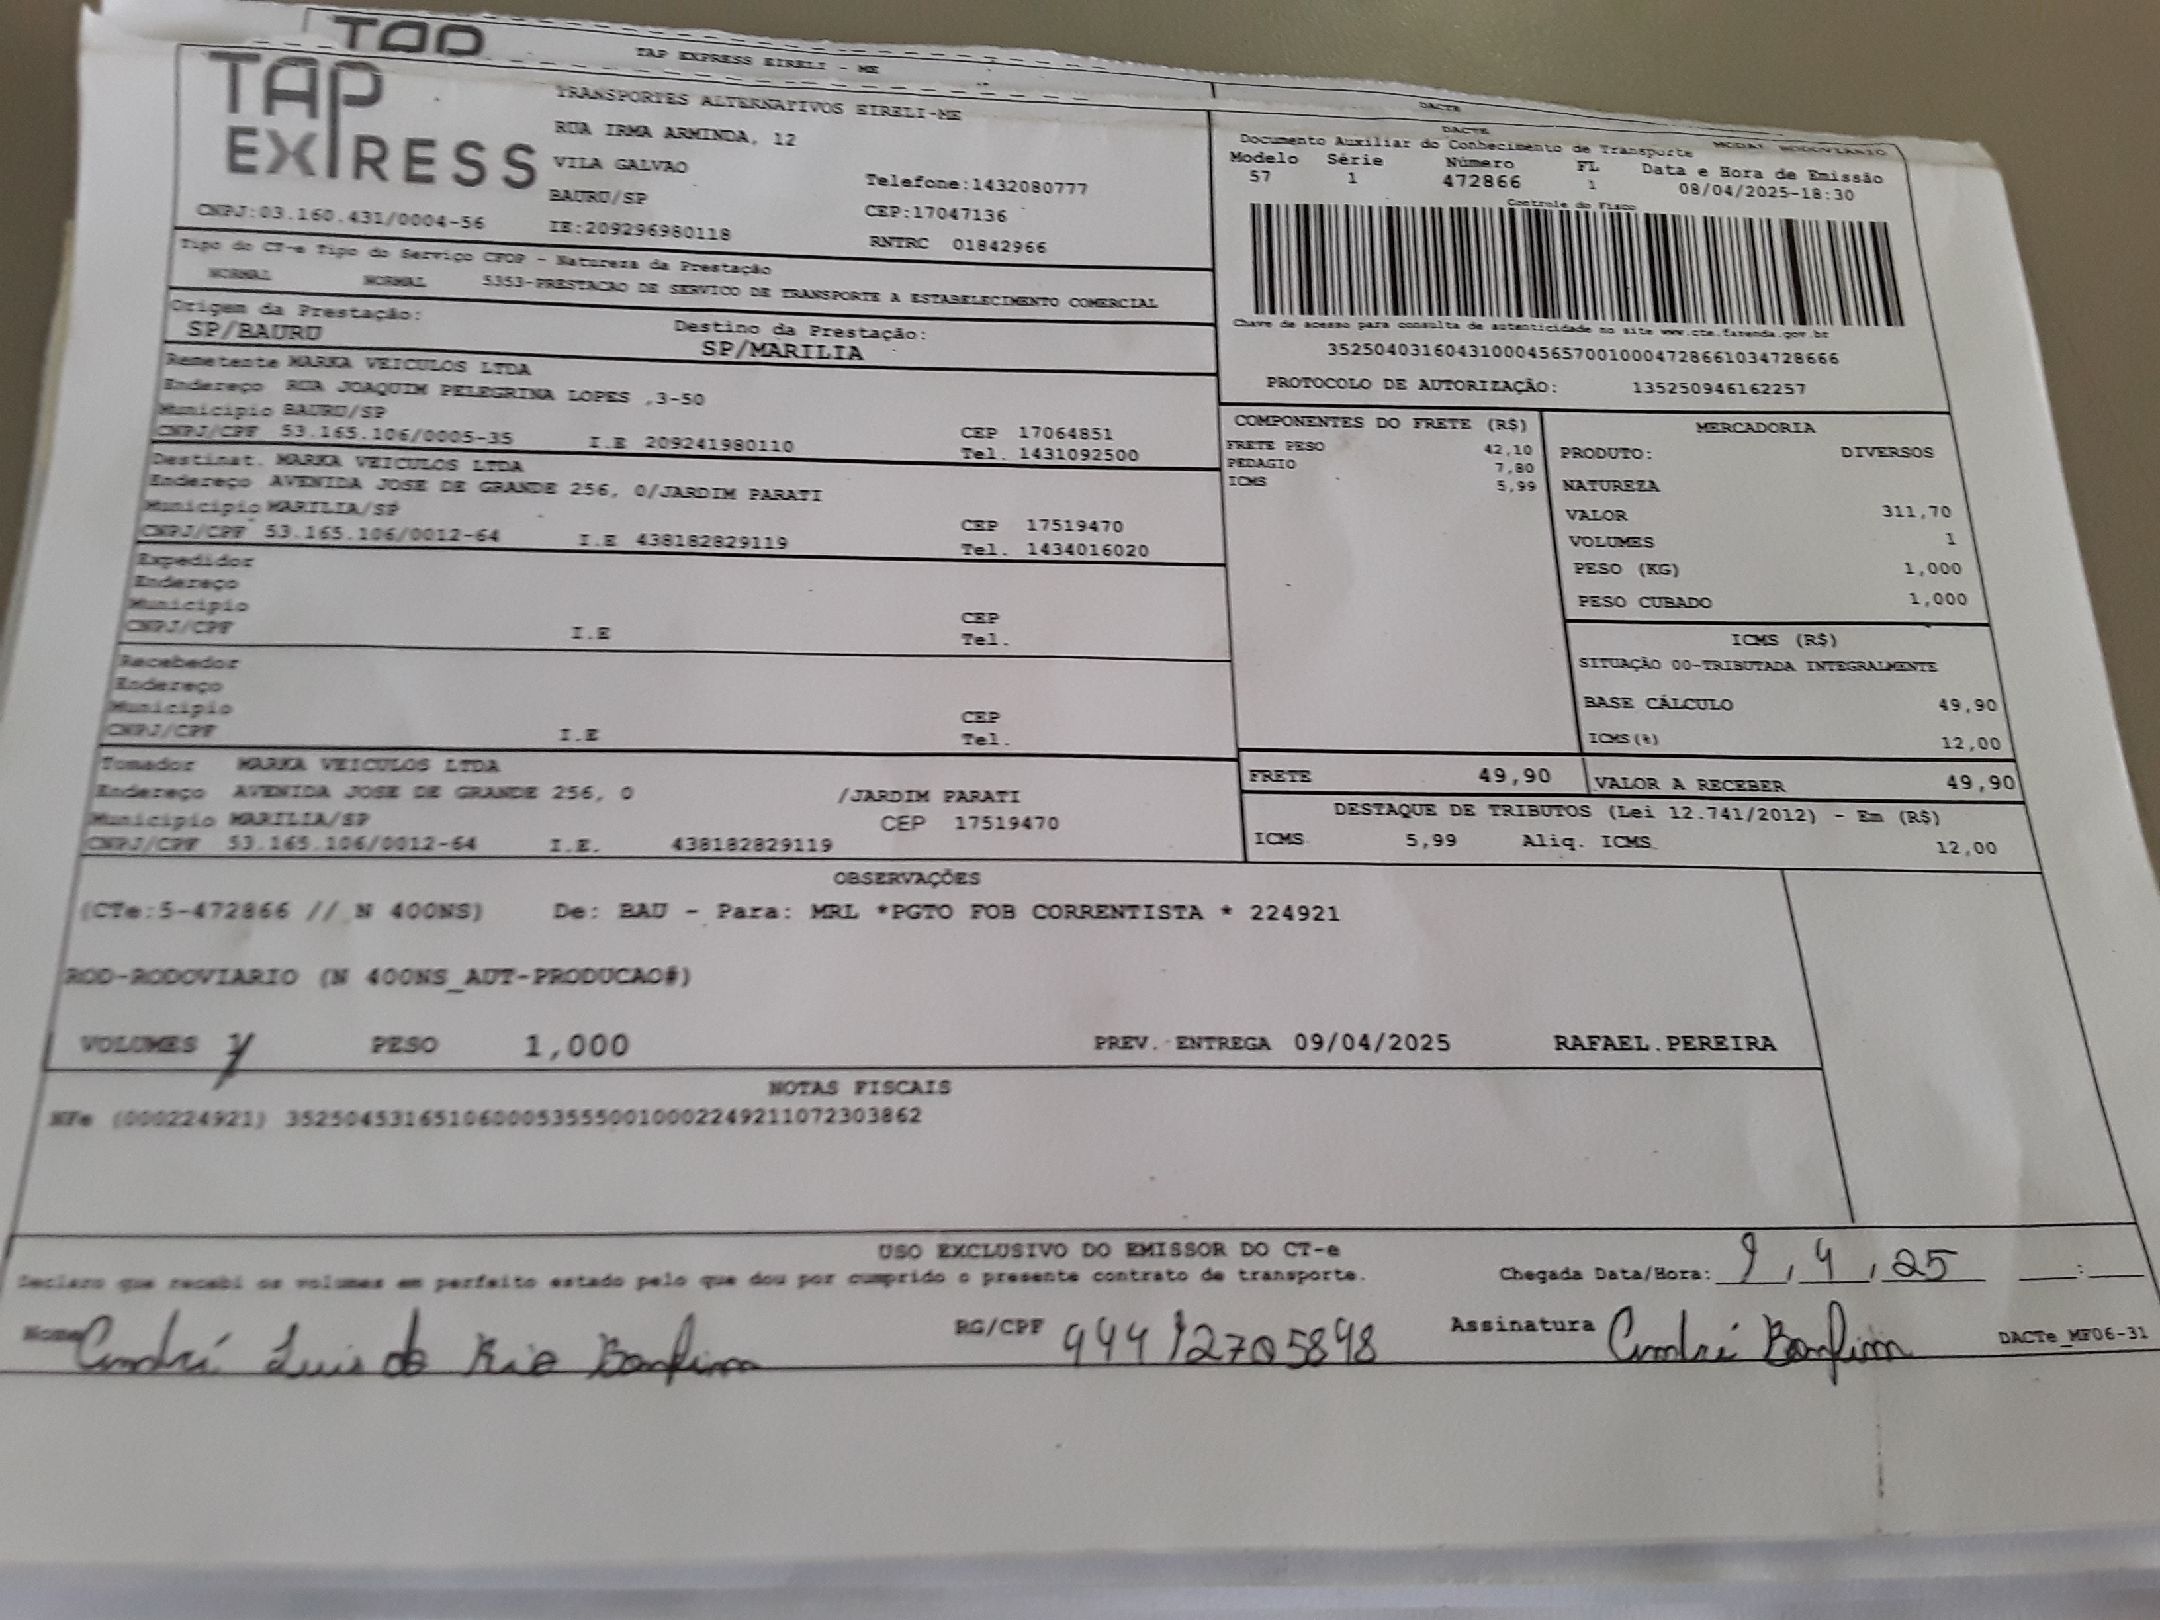 TAP
TAP EXPRESS EIRELI - ME
DACTE
TAP EXPRESS
TRANSPORTES ALTERNATIVOS EIRELI-ME
RUA IRMA ARMINDA, 12
VILA GALVAO
Telefone:1432080777
BAURU/SP
CEP:17047136
CNPJ:03.160.431/0004-56
IE:209296980118
RNTRC 01842966
DACTE
MODAL RODOVIARIO
Documento Auxiliar do Conhecimento de Transporte
Modelo Série Número FL Data e Hora de Emissão
57 1 472866 1 08/04/2025-18:30
Controle do Fisco
Chave de acesso para consulta de autenticidade no site www.cte.fazenda.gov.br
35250403160431000456570010004728661034728666
PROTOCOLO DE AUTORIZAÇÃO: 135250946162257
Tipo do CT-e Tipo do Serviço CFOP - Natureza da Prestação
NORMAL NORMAL 5353-PRESTACAO DE SERVICO DE TRANSPORTE A ESTABELECIMENTO COMERCIAL
Origem da Prestação: Destino da Prestação:
SP/BAURU SP/MARILIA
Remetente MARKA VEICULOS LTDA
Endereço RUA JOAQUIM PELEGRINA LOPES ,3-50
Município BAURU/SP CEP 17064851
CNPJ/CPF 53.165.106/0005-35 I.E 209241980110 Tel. 1431092500
Destinat. MARKA VEICULOS LTDA
Endereço AVENIDA JOSE DE GRANDE 256, 0/JARDIM PARATI
Município MARILIA/SP CEP 17519470
CNPJ/CPF 53.165.106/0012-64 I.E 438182829119 Tel. 1434016020
Expedidor
Endereço
Município CEP
CNPJ/CPF I.E Tel.
Recebedor
Endereço
Município CEP
CNPJ/CPF I.E Tel.
Tomador MARKA VEICULOS LTDA
Endereço AVENIDA JOSE DE GRANDE 256, 0 /JARDIM PARATI
Município MARILIA/SP CEP 17519470
CNPJ/CPF 53.165.106/0012-64 I.E. 438182829119
COMPONENTES DO FRETE (R$)
FRETE PESO 42,10
PEDAGIO 7,80
ICMS 5,99
MERCADORIA
PRODUTO: DIVERSOS
NATUREZA
VALOR 311,70
VOLUMES 1
PESO (KG) 1,000
PESO CUBADO 1,000
ICMS (R$)
SITUAÇÃO 00-TRIBUTADA INTEGRALMENTE
BASE CÁLCULO 49,90
ICMS(%) 12,00
FRETE 49,90 VALOR A RECEBER 49,90
DESTAQUE DE TRIBUTOS (Lei 12.741/2012) - Em (R$)
ICMS 5,99 Aliq. ICMS 12,00
OBSERVAÇÕES
(CTe:5-472866 // N 400NS) De: BAU - Para: MRL *PGTO FOB CORRENTISTA * 224921
ROD-RODOVIARIO (N 400NS_AUT-PRODUCAO#)
VOLUMES 1 PESO 1,000 PREV. ENTREGA 09/04/2025 RAFAEL.PEREIRA
NOTAS FISCAIS
NFe (000224921) 35250453165106000535550010002249211072303862
USO EXCLUSIVO DO EMISSOR DO CT-e
Declaro que recebi os volumes em perfeito estado pelo que dou por cumprido o presente contrato de transporte. Chegada Data/Hora: 9, 4, 25 :
Nome André Luis do Rio Bonfim RG/CPF 44412705848 Assinatura André Bonfim DACTe_MF06-31